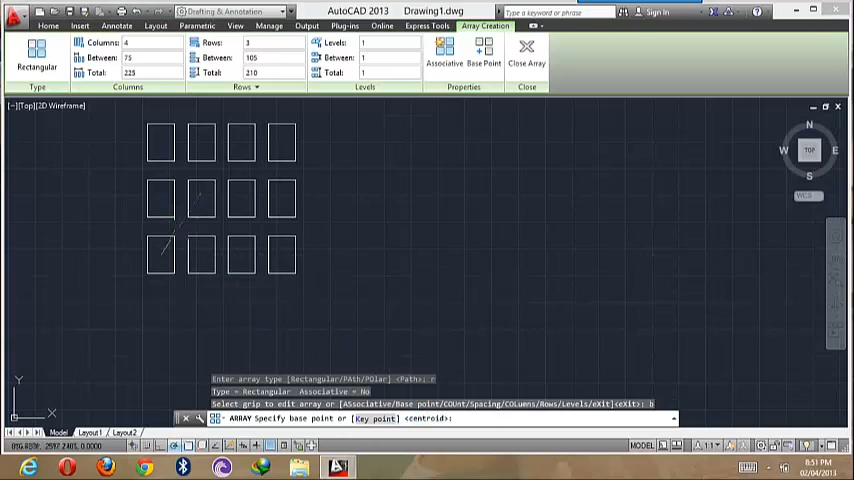 Drafting & Annotation
AutoCAD 2013 Drawing1.dwg
Type a keyword or phrase
Sign In
Home Insert Annotate Layout Parametric View Manage Output Plug-ins Online Express Tools Array Creation
Rectangular
Columns: 4
Between: 75
Total: 225
Rows: 3
Between: 105
Total: 210
Levels: 1
Between: 1
Total: 1
Associative Base Point Close Array
Type Columns Rows Levels Properties Close
[−][Top][2D Wireframe]
N
W TOP E
S
WCS
Y
X
Enter array type [Rectangular/PAth/POlar] <Path>: r
Type = Rectangular Associative = No
Select grip to edit array or [ASsociative/Base point/COUnt/Spacing/COLumns/Rows/Levels/eXit]<eXit>: b
ARRAY Specify base point or [Key point] <centroid>:
Model Layout1 Layout2
MODEL
1:1
8:51 PM
02/04/2013